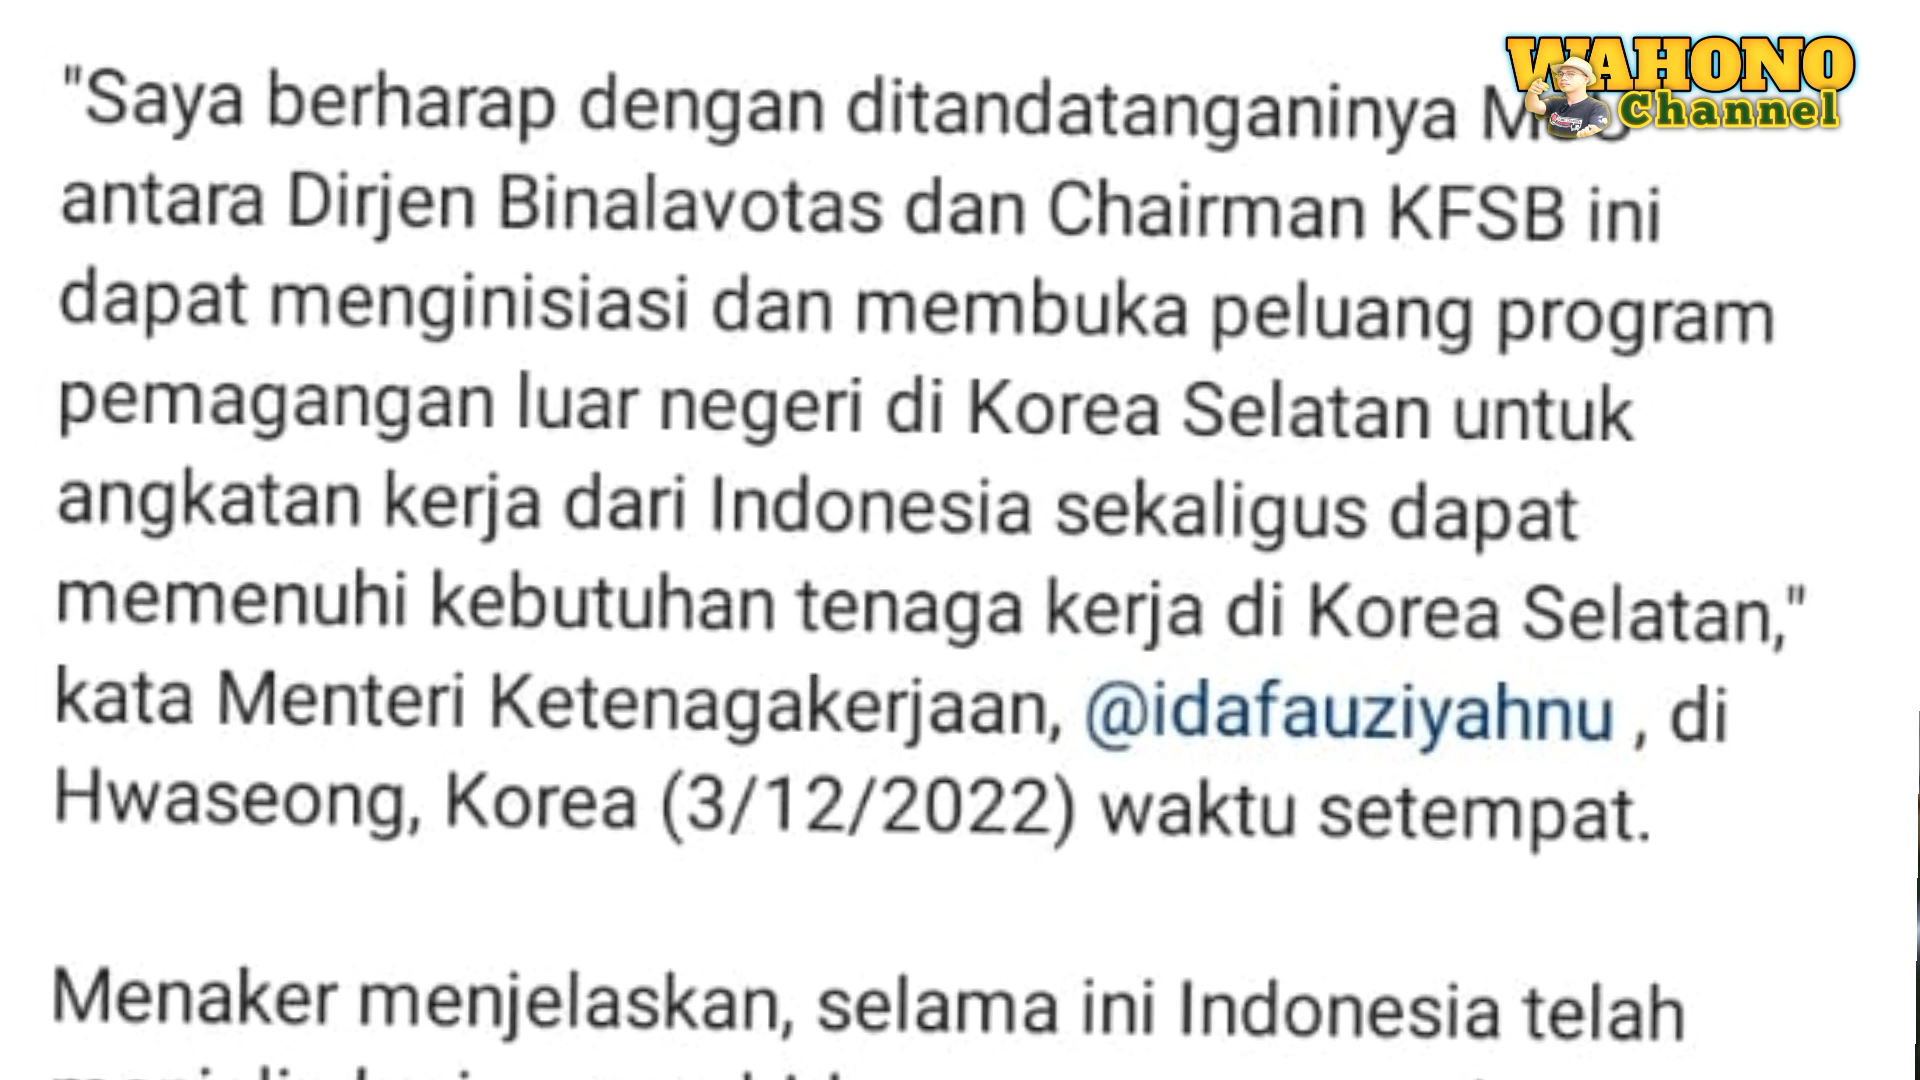 WAHONO
Channel
"Saya berharap dengan ditandatanganinya
antara Dirjen Binalavotas dan Chairman KFSB ini
dapat menginisiasi dan membuka peluang program
pemagangan luar negeri di Korea Selatan untuk
angkatan kerja dari Indonesia sekaligus dapat
memenuhi kebutuhan tenaga kerja di Korea Selatan,"
kata Menteri Ketenagakerjaan, @idafauziyahnu , di
Hwaseong, Korea (3/12/2022) waktu setempat.
Menaker menjelaskan, selama ini Indonesia telah